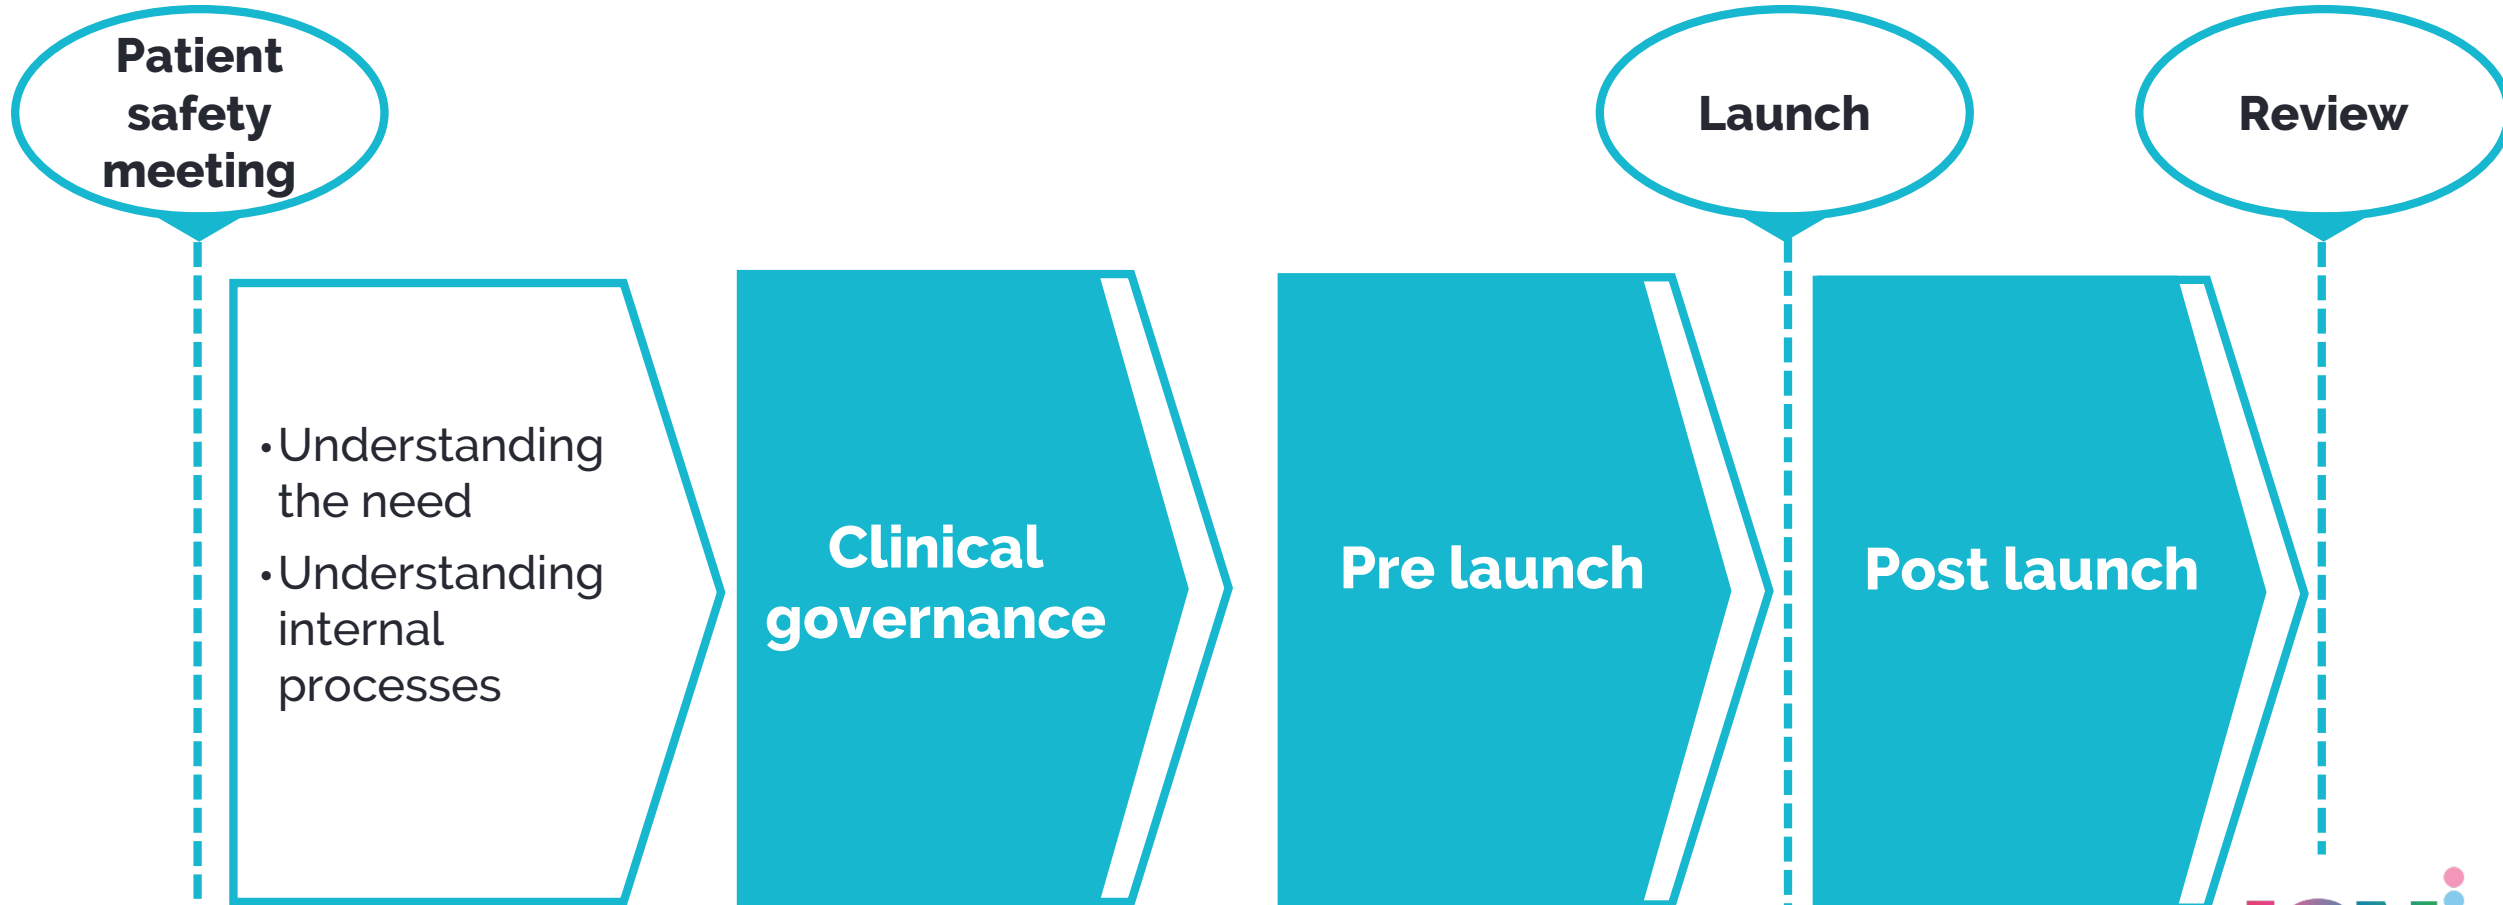 Patient
safety
meeting
Launch
Review
• Understanding
the need
• Understanding
internal
processes
Clinical
governance
Pre launch
Post launch